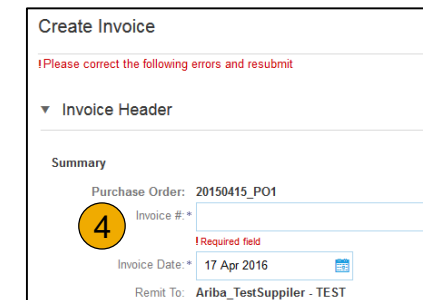 Create Invoice
!Please correct the following errors and resubmit
▼ Invoice Header
Summary
Purchase Order: 20150415_PO1
4
Invoice #:*
!Required field
Invoice Date:* 17 Apr 2016
Remit To: Ariba_TestSuppiler - TEST